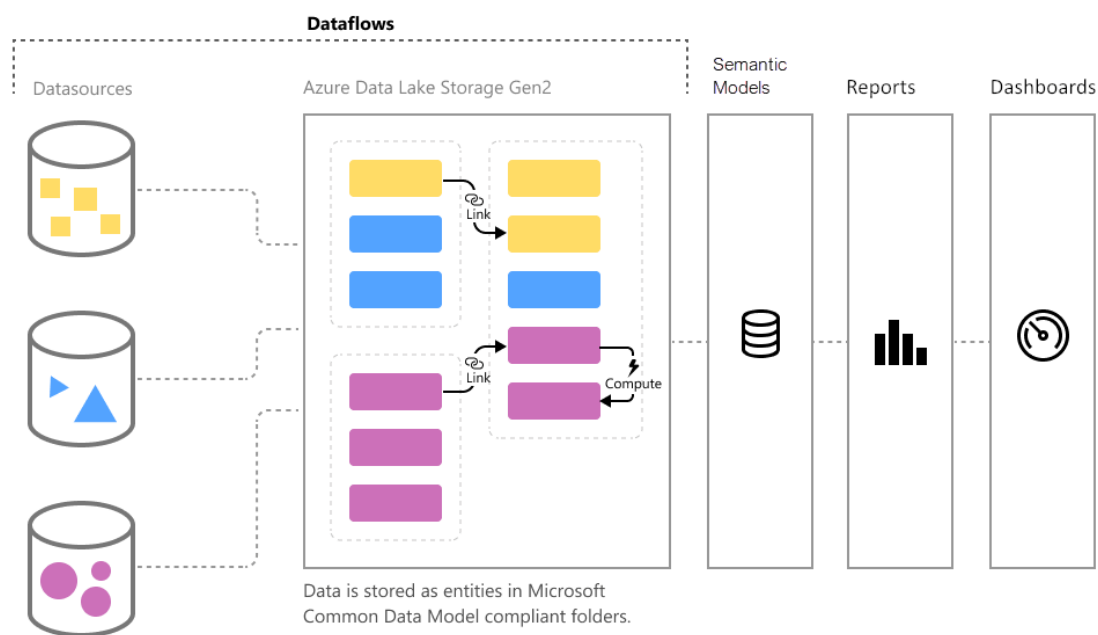 Dataflows
Datasources
Azure Data Lake Storage Gen2
Semantic
Models
Reports
Dashboards
Link
Link
Compute
Data is stored as entities in Microsoft
Common Data Model compliant folders.